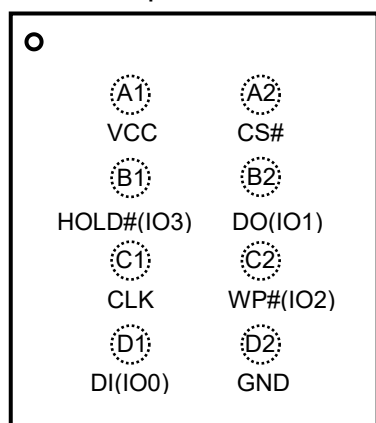 A1 A2
VCC CS#
B1 B2
HOLD#(IO3) DO(IO1)
C1 C2
CLK WP#(IO2)
D1 D2
DI(IO0) GND